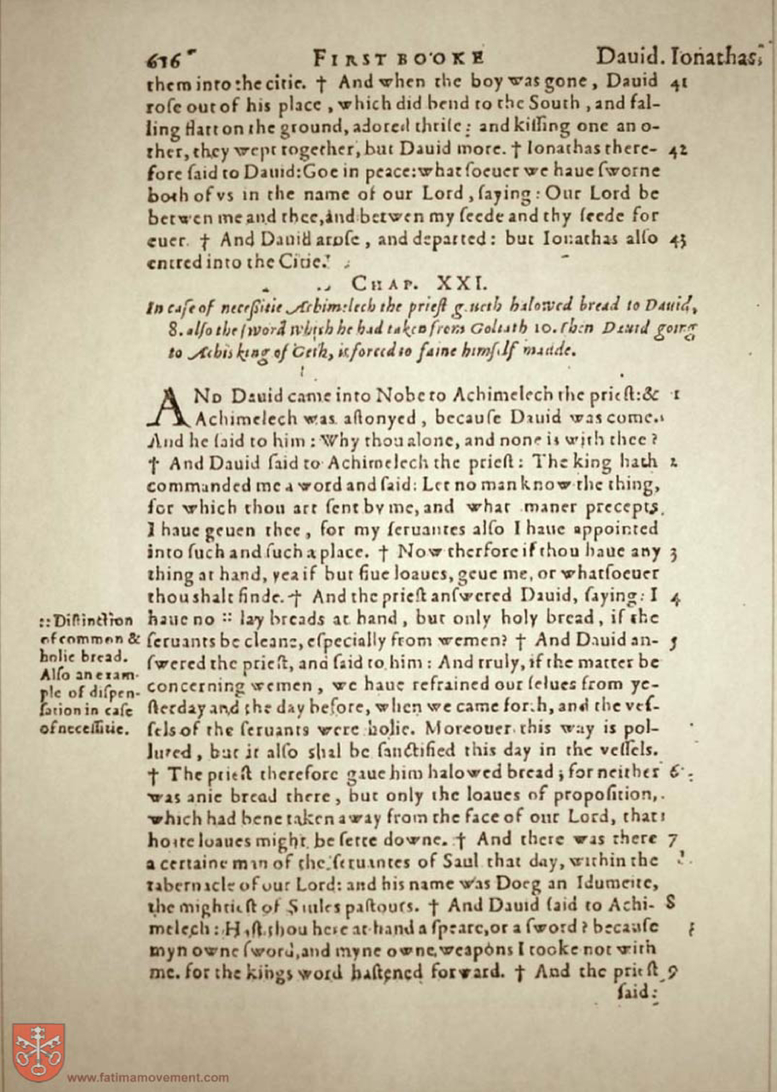 616 FIRST BOOKE Dauid. Ionathas,
them into the citie. † And when the boy was gone, Dauid 41
roſe out of his place, which did bend to the South, and fal-
ling flatt on the ground, adored thriſe: and kiſſing one an o-
ther, they wept together, but Dauid more. † Ionathas there- 42
fore ſaid to Dauid: Goe in peace: what ſoeuer we haue ſworne
both of vs in the name of our Lord, ſaying: Our Lord be
betwen me and thee, and betwen my ſeede and thy ſeede for
euer. † And Dauid aroſe, and departed: but Ionathas alſo 43
entred into the Citie.
CHAP. XXI.
In caſe of neceſſitie Achimelech the prieſt geueth halowed bread to Dauid,
8. alſo the ſword which he had taken from Goliath 10. Then Dauid going
to Achis king of Geth, is forced to faine himſelf madde.
AND Dauid came into Nobe to Achimelech the prieſt: & 1
Achimelech was aſtonyed, becauſe Dauid was come.
And he ſaid to him: Why thou alone, and none is with thee?
† And Dauid ſaid to Achimelech the prieſt: The king hath 2
commanded me a word and ſaid: Let no man know the thing,
for which thou art ſent by me, and what maner precepts
I haue geuen thee, for my ſeruantes alſo I haue appointed
into ſuch and ſuch a place. † Now therfore if thou haue any 3
thing at hand, yea if but fiue loaues, geue me, or whatſoeuer
thou shalt finde. † And the prieſt anſwered Dauid, ſaying: I 4
haue no :: lay breads at hand, but only holy bread, if the
ſeruants be cleane, eſpecially from wemen? † And Dauid an- 5
ſwered the prieſt, and ſaid to him: And truly, if the matter be
concerning wemen, we haue refrained our ſelues from ye-
ſterday and the day before, when we came forth, and the veſ-
ſels of the ſeruants were holie. Moreouer this way is pol-
luted, but it alſo shal be ſanctified this day in the veſſels.
† The prieſt therefore gaue him halowed bread; for neither 6
was anie bread there, but only the loaues of propoſition,
which had bene taken away from the face of our Lord, that
hotte loaues might be ſette downe. † And there was there 7
a certaine man of the ſeruantes of Saul that day, within the
tabernacle of our Lord: and his name was Doeg an Idumeite,
the mightieſt of Saules paſtours. † And Dauid ſaid to Achi- 8
melech: Haſt thou here at hand a ſpeare, or a ſword? becauſe
myn owne ſword, and myne owne weapons I tooke not with
me. for the kings word haſtened forward. † And the prieſt 9
ſaid:
:: Diſtinction
of common &
holie bread.
Alſo an exam-
ple of diſpen-
ſation in caſe
of neceſſitie.
www.fatimamovement.com